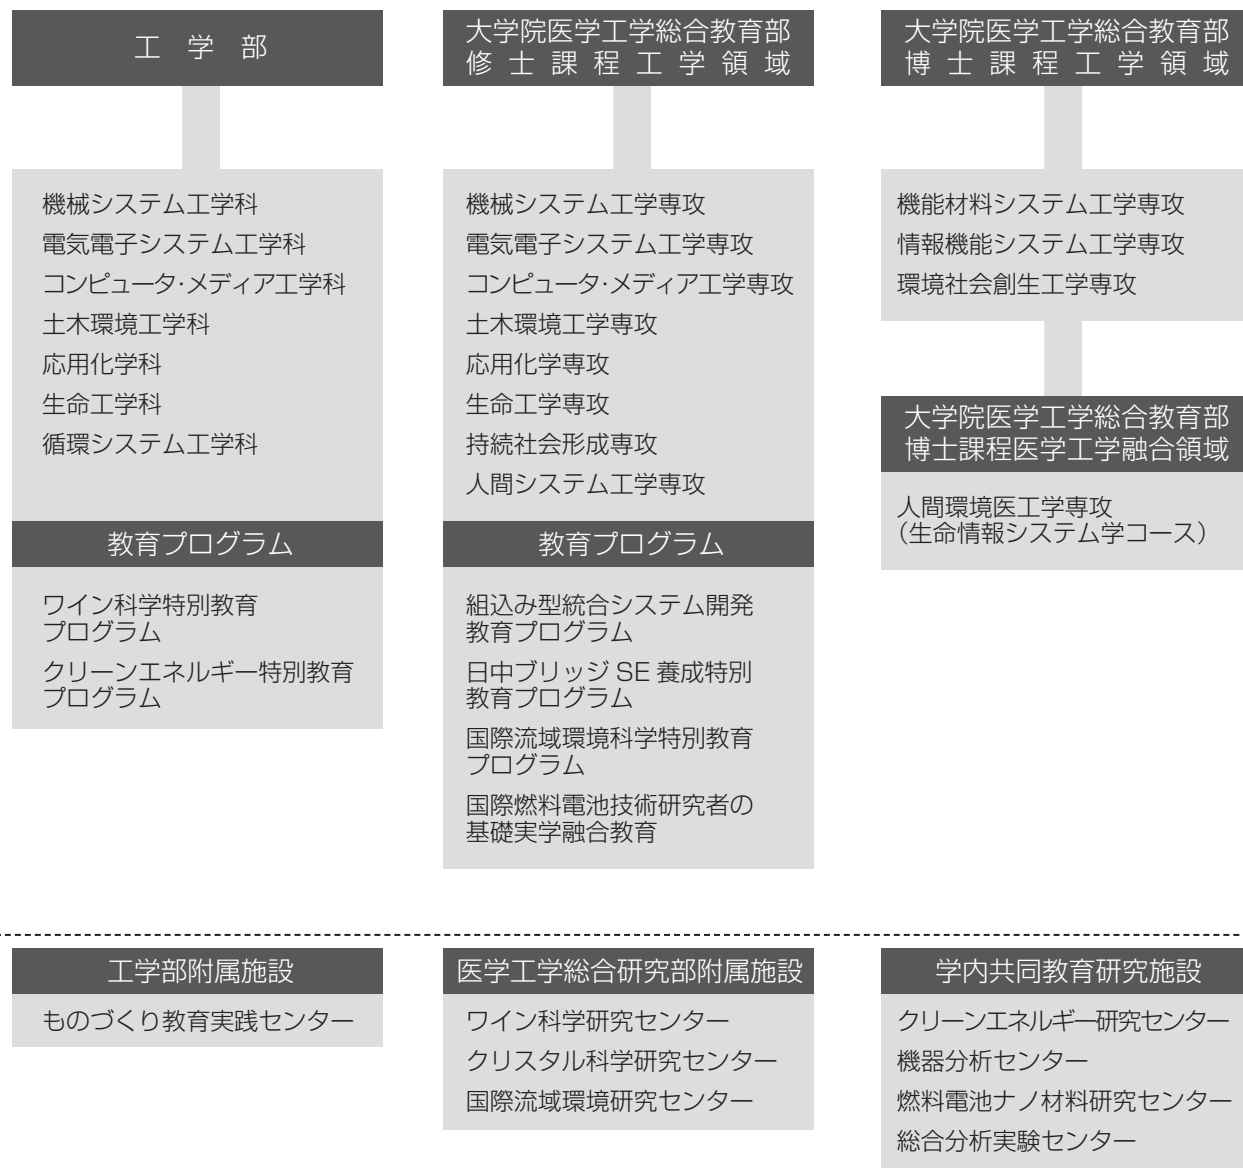 工学部
機械システム工学科
電気電子システム工学科
コンピュータ・メディア工学科
土木環境工学科
応用化学科
生命工学科
循環システム工学科
教育プログラム
ワイン科学特別教育
プログラム
クリーンエネルギー特別教育
プログラム
大学院医学工学総合教育部
修士課程工学領域
機械システム工学専攻
電気電子システム工学専攻
コンピュータ・メディア工学専攻
土木環境工学専攻
応用化学専攻
生命工学専攻
持続社会形成専攻
人間システム工学専攻
教育プログラム
組込み型統合システム開発
教育プログラム
日中ブリッジ SE 養成特別
教育プログラム
国際流域環境科学特別教育
プログラム
国際燃料電池技術研究者の
基礎実学融合教育
大学院医学工学総合教育部
博士課程工学領域
機能材料システム工学専攻
情報機能システム工学専攻
環境社会創生工学専攻
大学院医学工学総合教育部
博士課程医学工学融合領域
人間環境医工学専攻
（生命情報システム学コース）
工学部附属施設
ものづくり教育実践センター
医学工学総合研究部附属施設
ワイン科学研究センター
クリスタル科学研究センター
国際流域環境研究センター
学内共同教育研究施設
クリーンエネルギー研究センター
機器分析センター
燃料電池ナノ材料研究センター
総合分析実験センター